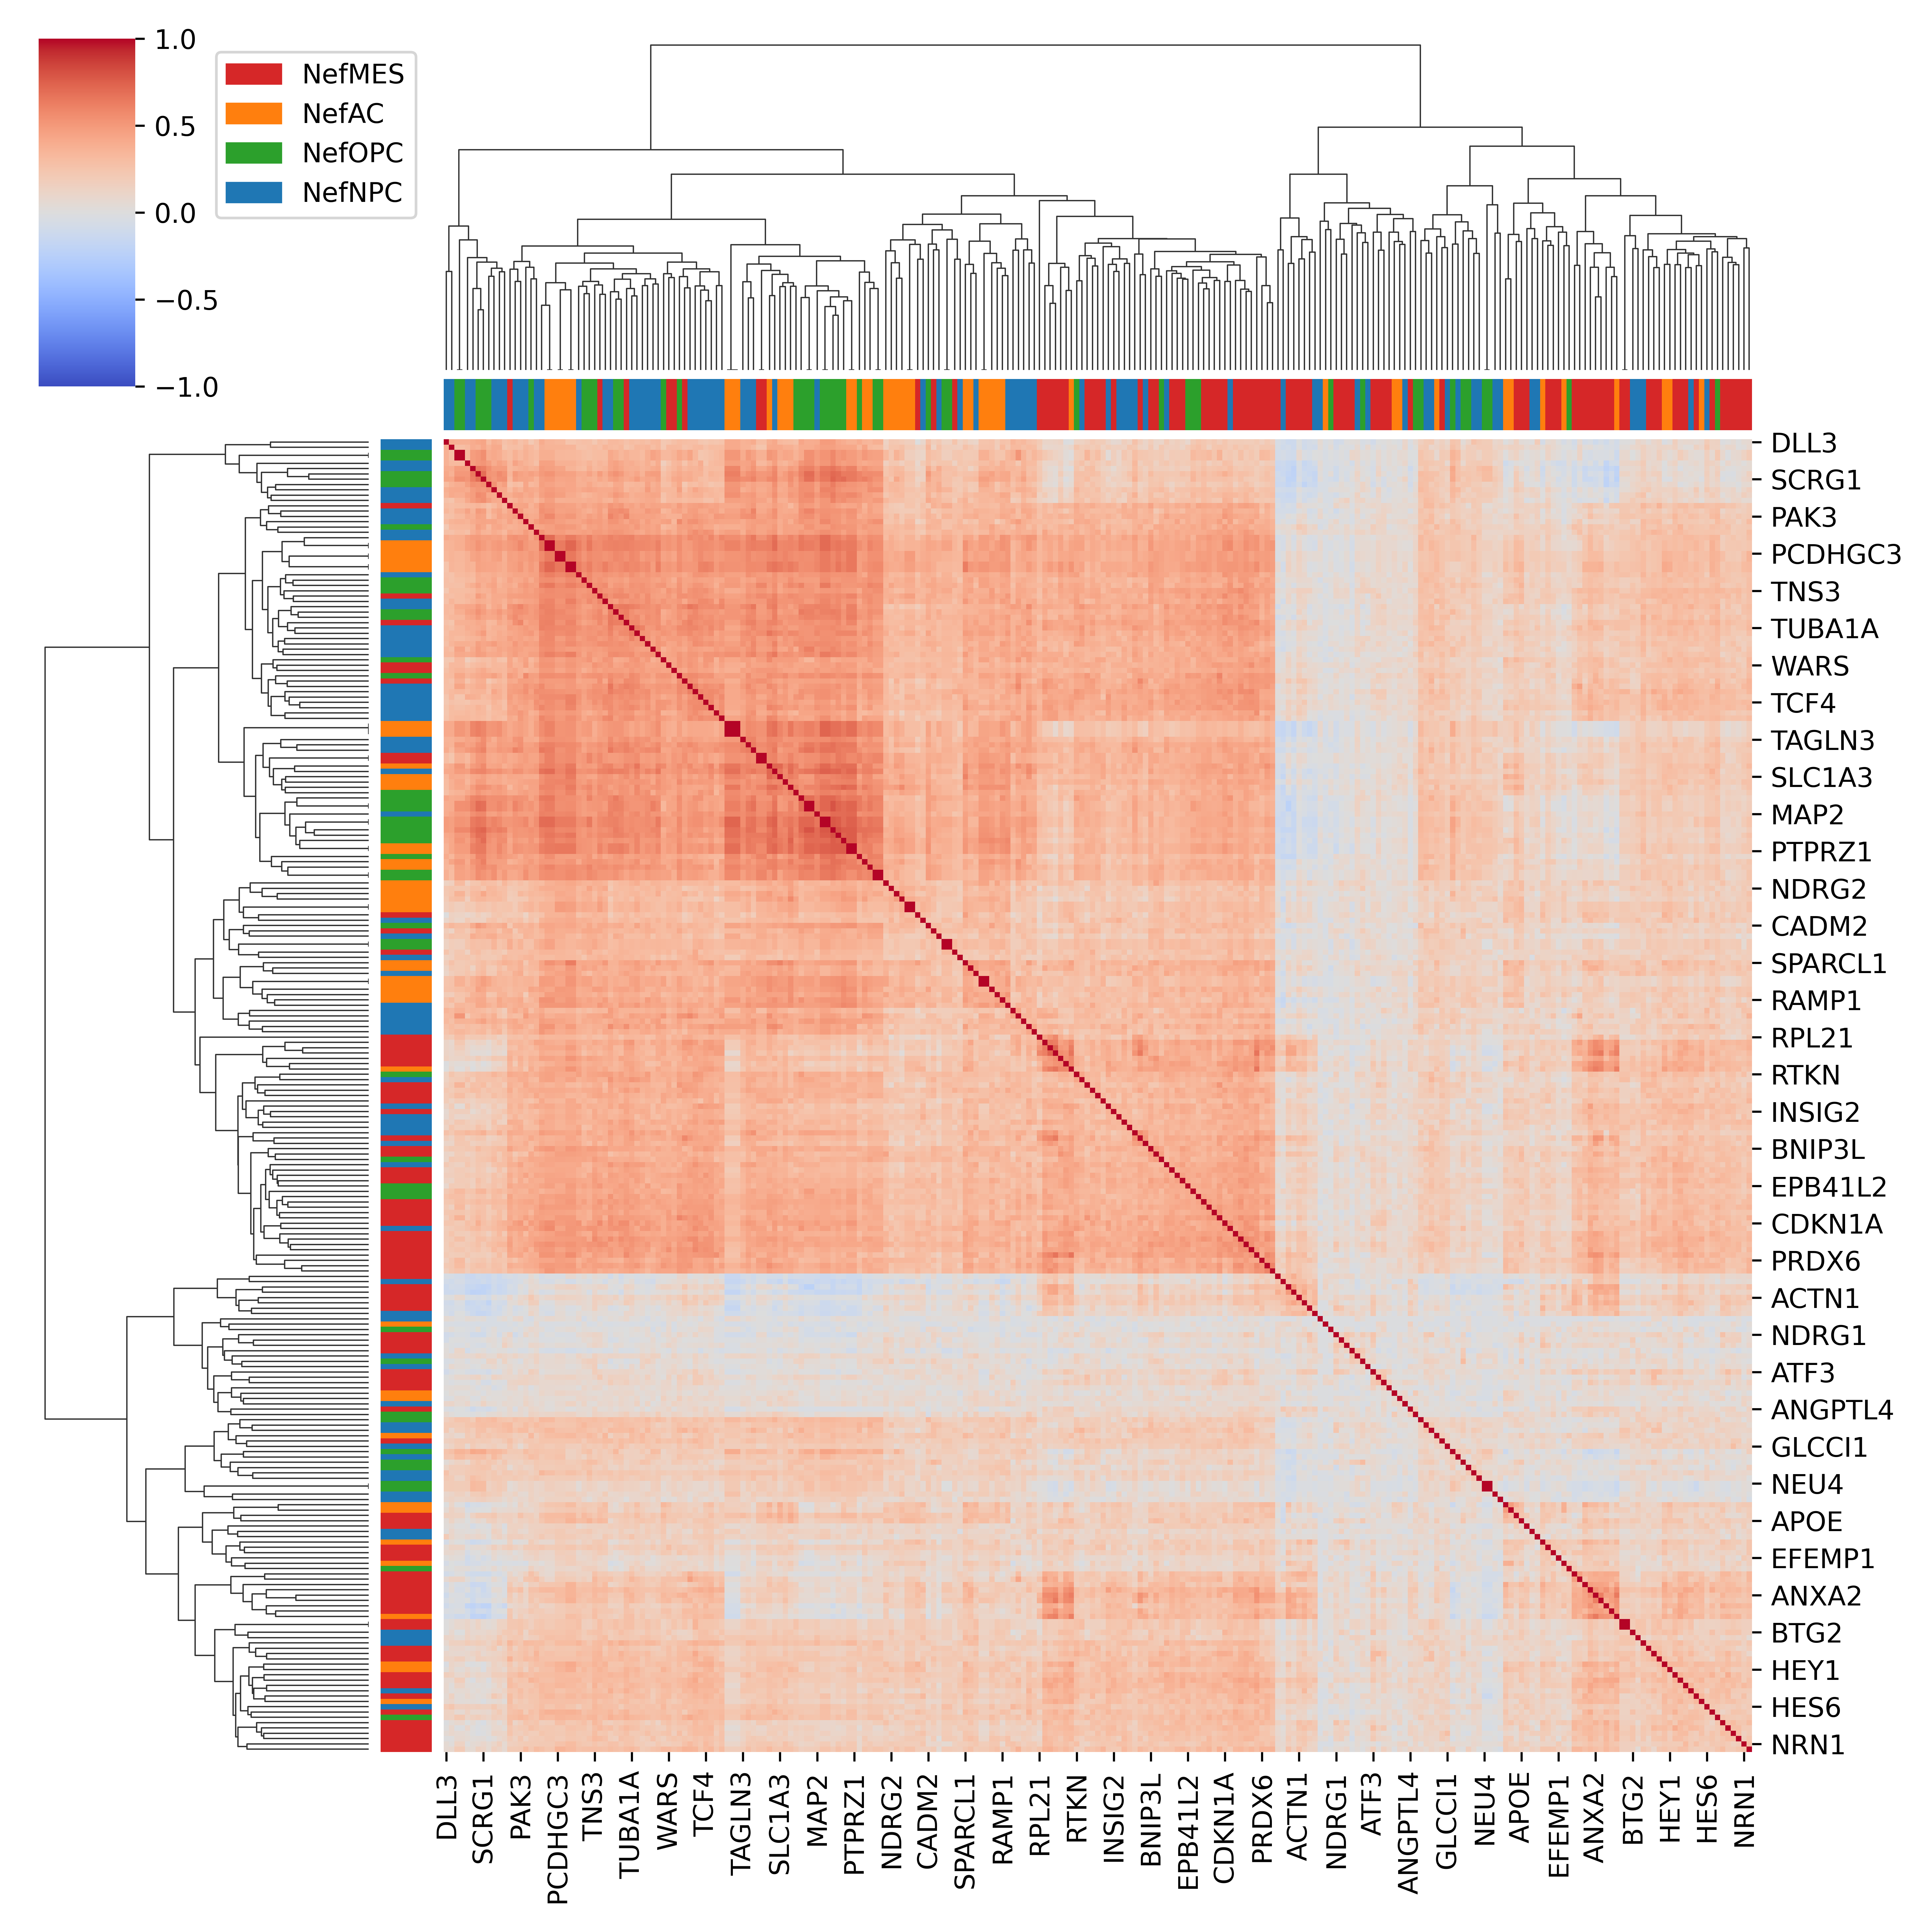 1.0
0.5
0.0
−0.5
−1.0
NefMES
NefAC
NefOPC
NefNPC
DLL3
SCRG1
PAK3
PCDHGC3
TNS3
TUBA1A
WARS
TCF4
TAGLN3
SLC1A3
MAP2
PTPRZ1
NDRG2
CADM2
SPARCL1
RAMP1
RPL21
RTKN
INSIG2
BNIP3L
EPB41L2
CDKN1A
PRDX6
ACTN1
NDRG1
ATF3
ANGPTL4
GLCCI1
NEU4
APOE
EFEMP1
ANXA2
BTG2
HEY1
HES6
NRN1
DLL3
SCRG1
PAK3
PCDHGC3
TNS3
TUBA1A
WARS
TCF4
TAGLN3
SLC1A3
MAP2
PTPRZ1
NDRG2
CADM2
SPARCL1
RAMP1
RPL21
RTKN
INSIG2
BNIP3L
EPB41L2
CDKN1A
PRDX6
ACTN1
NDRG1
ATF3
ANGPTL4
GLCCI1
NEU4
APOE
EFEMP1
ANXA2
BTG2
HEY1
HES6
NRN1